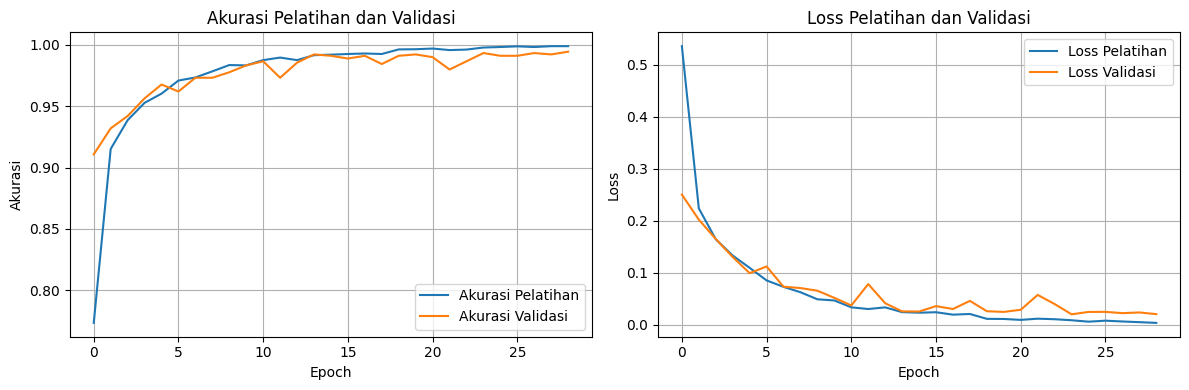 Akurasi Pelatihan dan Validasi
1.00
0.95
0.90
0.85
0.80
Akurasi
Akurasi Pelatihan
Akurasi Validasi
0 5 10 15 20 25
Epoch
Loss Pelatihan dan Validasi
0.5
0.4
0.3
0.2
0.1
0.0
Loss
Loss Pelatihan
Loss Validasi
0 5 10 15 20 25
Epoch